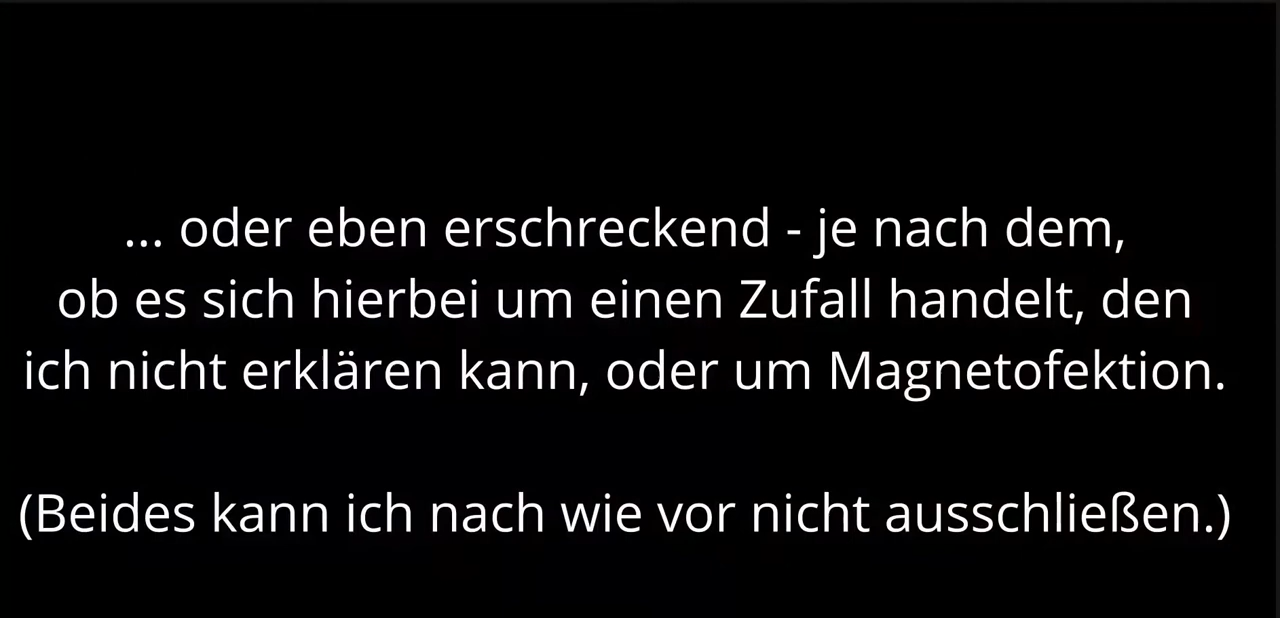 ... oder eben erschreckend - je nach dem,
ob es sich hierbei um einen Zufall handelt, den
ich nicht erklären kann, oder um Magnetofektion.
(Beides kann ich nach wie vor nicht ausschließen.)